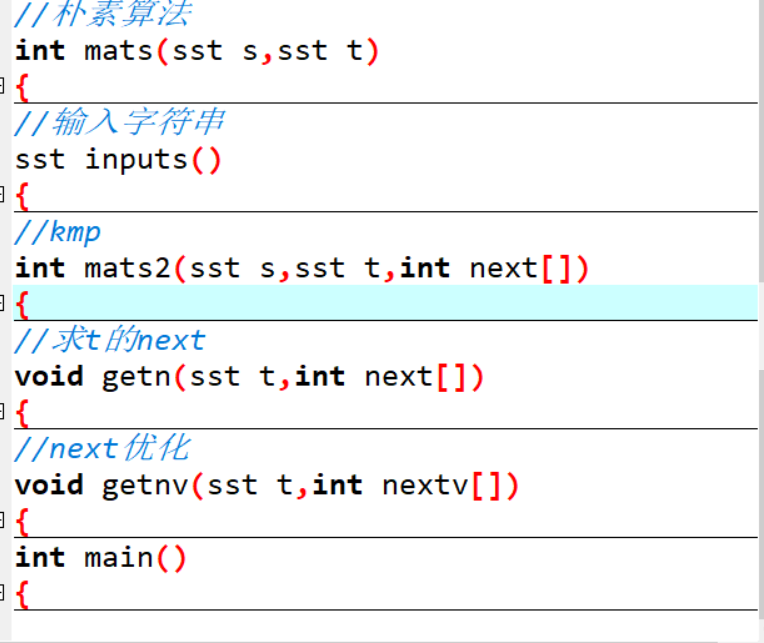 //朴素算法
int mats(sst s,sst t)
{
//输入字符串
sst inputs()
{
//kmp
int mats2(sst s,sst t,int next[])
{
//求t的next
void getn(sst t,int next[])
{
//next优化
void getnv(sst t,int nextv[])
{
int main()
{